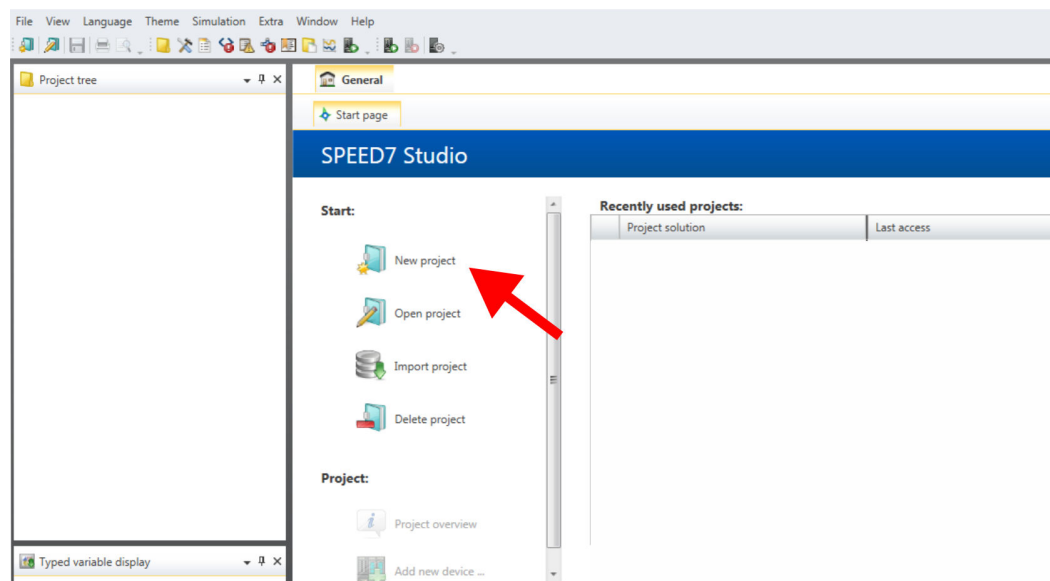 File View Language Theme Simulation Extra Window Help
Project tree
General
Start page
SPEED7 Studio
Start:
New project
Open project
Import project
Delete project
Project:
Project overview
Add new device ...
Recently used projects:
Project solution Last access
Typed variable display